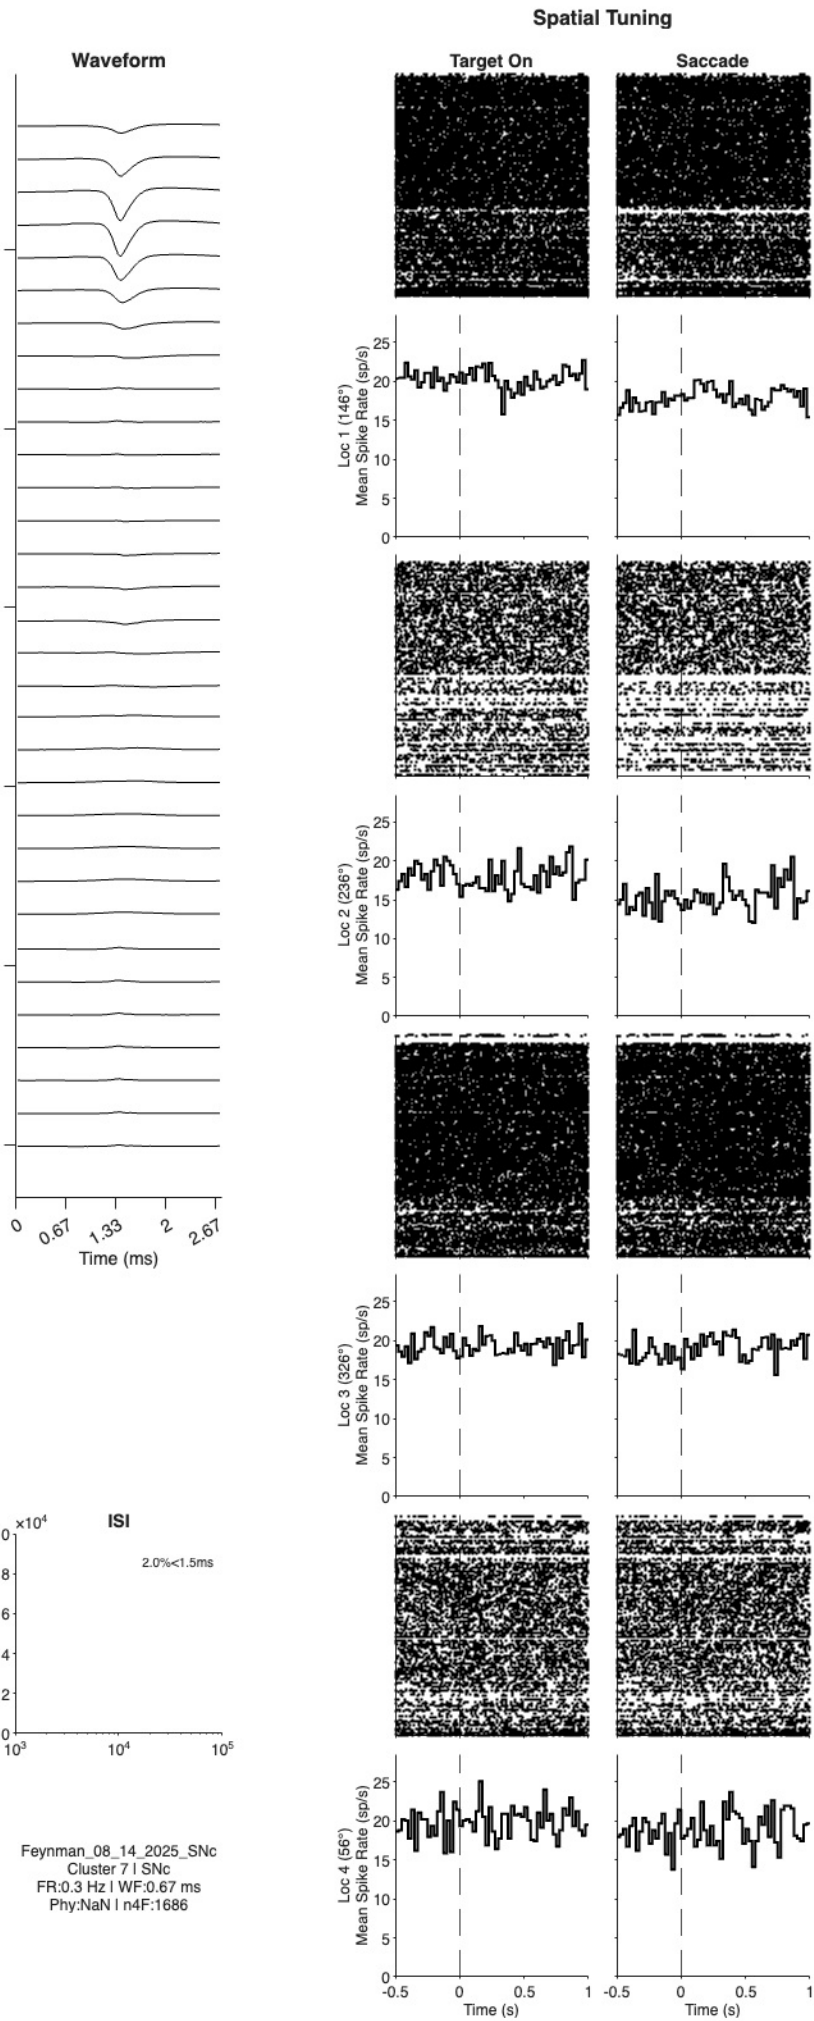 Spatial Tuning
Waveform
Target On
Saccade
25
20
15
10
5
0
Loc 1 (146°)
Mean Spike Rate (sp/s)
25
20
15
10
5
0
Loc 2 (236°)
Mean Spike Rate (sp/s)
0
0.67
1.33
2
2.67
Time (ms)
25
20
15
10
5
0
Loc 3 (326°)
Mean Spike Rate (sp/s)
×10⁴
ISI
0
2.0%<1.5ms
8
6
4
2
0
10³
10⁴
10⁵
25
20
15
10
5
0
Loc 4 (56°)
Mean Spike Rate (sp/s)
Feynman_08_14_2025_SNc
Cluster 7 | SNc
FR:0.3 Hz | WF:0.67 ms
Phy:NaN | n4F:1686
-0.5 0 0.5 1
-0.5 0 0.5 1
Time (s)
Time (s)